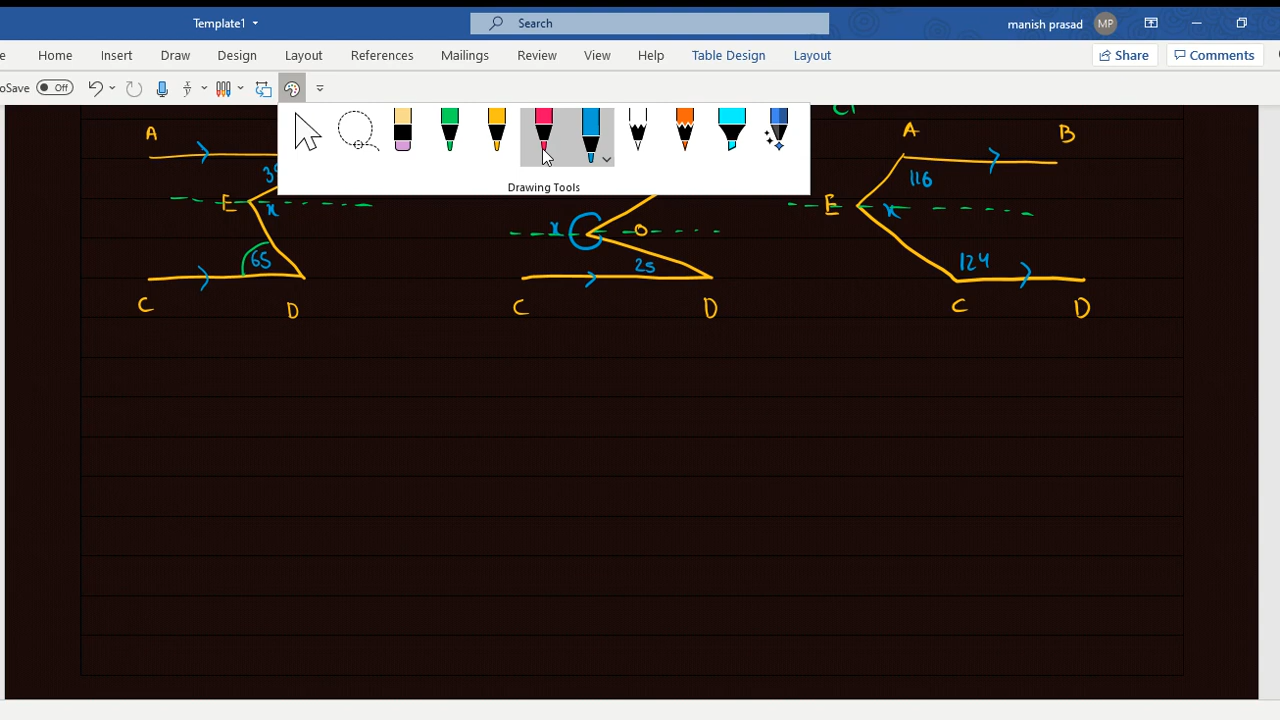 Template1
Search
manish prasad
MP
Home
Insert
Draw
Design
Layout
References
Mailings
Review
View
Help
Table Design
Layout
Share
Comments
Off
Drawing Tools
A
E
x
65
C
D
x
O
25
C
D
A
B
116
E
x
124
C
D